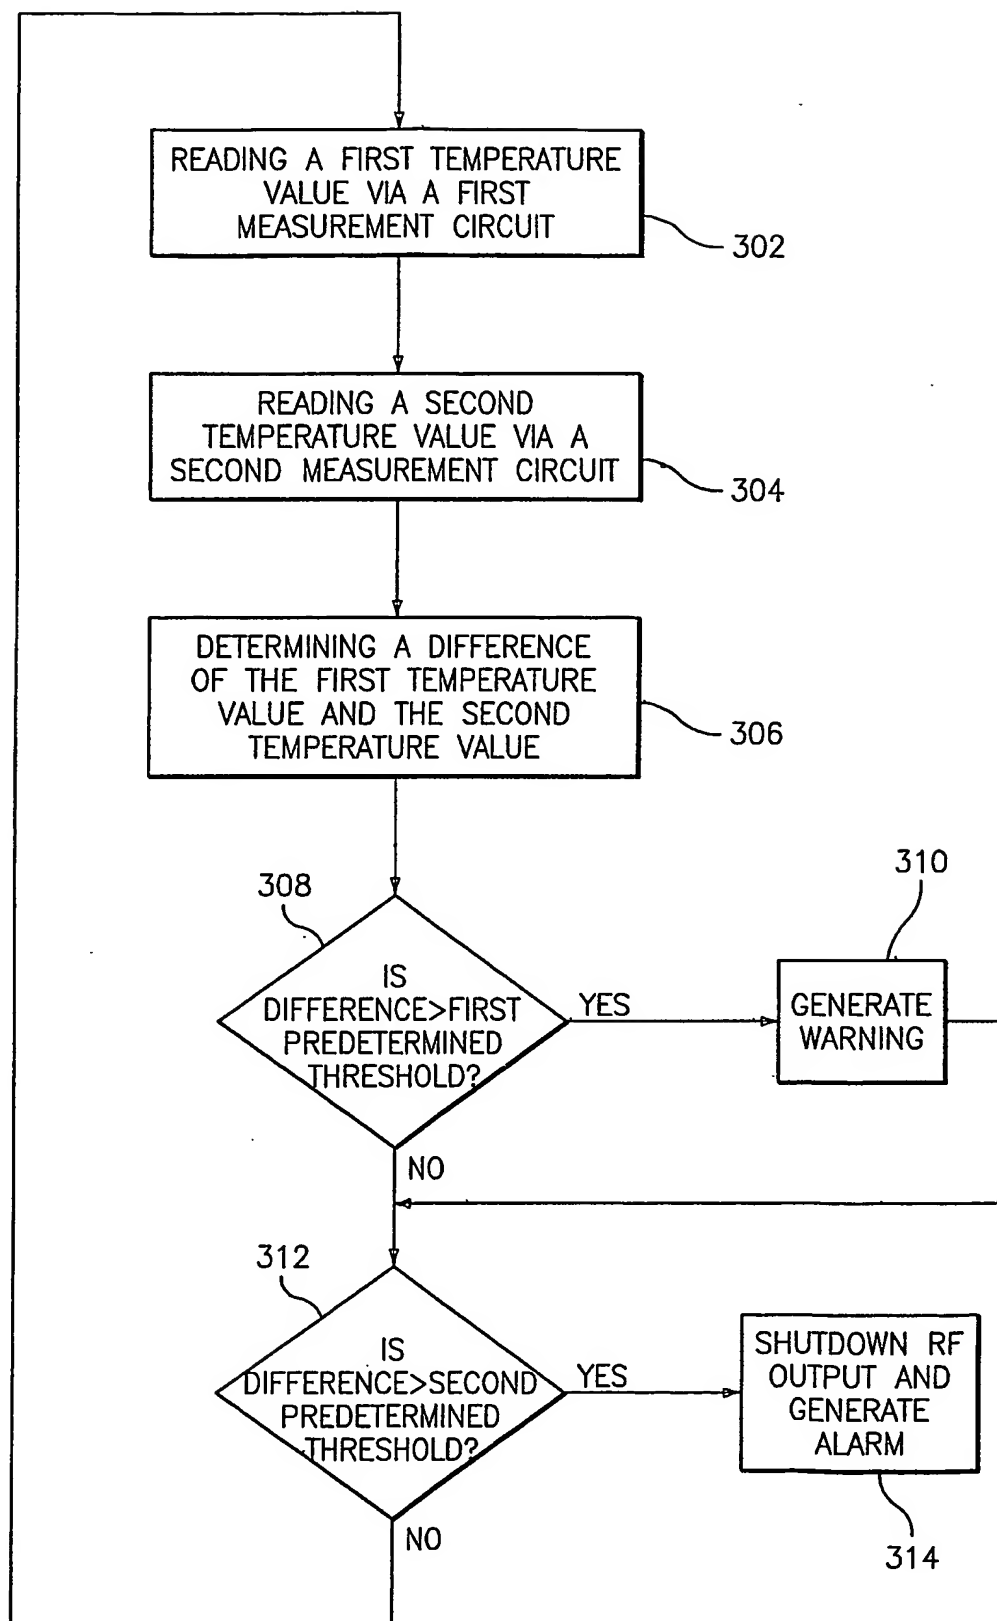 READING A FIRST TEMPERATURE
VALUE VIA A FIRST
MEASUREMENT CIRCUIT
302
READING A SECOND
TEMPERATURE VALUE VIA A
SECOND MEASUREMENT CIRCUIT
304
DETERMINING A DIFFERENCE
OF THE FIRST TEMPERATURE
VALUE AND THE SECOND
TEMPERATURE VALUE
306
308
IS
DIFFERENCE>FIRST
PREDETERMINED
THRESHOLD?
YES
310
GENERATE
WARNING
NO
312
IS
DIFFERENCE>SECOND
PREDETERMINED
THRESHOLD?
YES
SHUTDOWN RF
OUTPUT AND
GENERATE
ALARM
314
NO